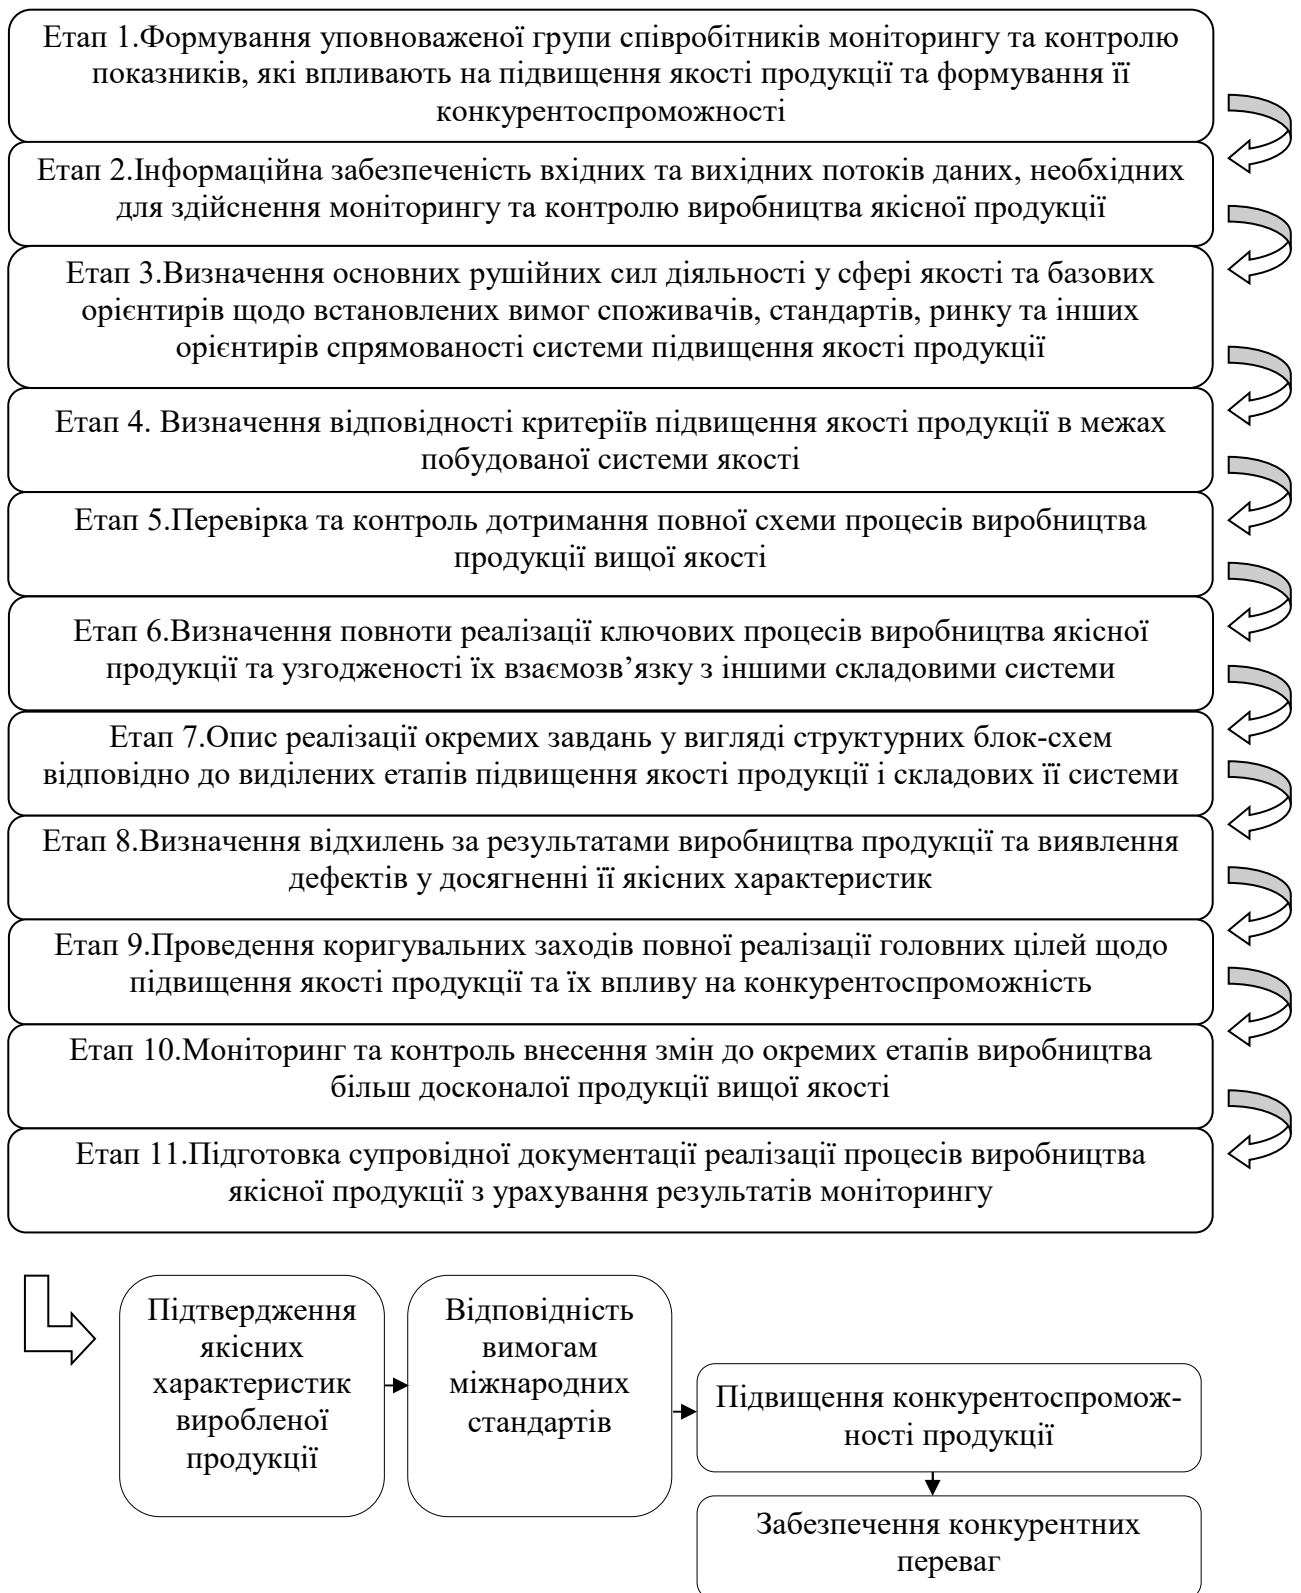 Етап 1.Формування уповноваженої групи співробітників моніторингу та контролю
показників, які впливають на підвищення якості продукції та формування її
конкурентоспроможності
Етап 2.Інформаційна забезпеченість вхідних та вихідних потоків даних, необхідних
для здійснення моніторингу та контролю виробництва якісної продукції
Етап 3.Визначення основних рушійних сил діяльності у сфері якості та базових
орієнтирів щодо встановлених вимог споживачів, стандартів, ринку та інших
орієнтирів спрямованості системи підвищення якості продукції
Етап 4. Визначення відповідності критеріїв підвищення якості продукції в межах
побудованої системи якості
Етап 5.Перевірка та контроль дотримання повної схеми процесів виробництва
продукції вищої якості
Етап 6.Визначення повноти реалізації ключових процесів виробництва якісної
продукції та узгодженості їх взаємозв’язку з іншими складовими системи
Етап 7.Опис реалізації окремих завдань у вигляді структурних блок-схем
відповідно до виділених етапів підвищення якості продукції і складових її системи
Етап 8.Визначення відхилень за результатами виробництва продукції та виявлення
дефектів у досягненні її якісних характеристик
Етап 9.Проведення коригувальних заходів повної реалізації головних цілей щодо
підвищення якості продукції та їх впливу на конкурентоспроможність
Етап 10.Моніторинг та контроль внесення змін до окремих етапів виробництва
більш досконалої продукції вищої якості
Етап 11.Підготовка супровідної документації реалізації процесів виробництва
якісної продукції з урахування результатів моніторингу
Підтвердження
якісних
характеристик
виробленої
продукції
Відповідність
вимогам
міжнародних
стандартів
Підвищення конкурентоспромож-
ності продукції
Забезпечення конкурентних
переваг